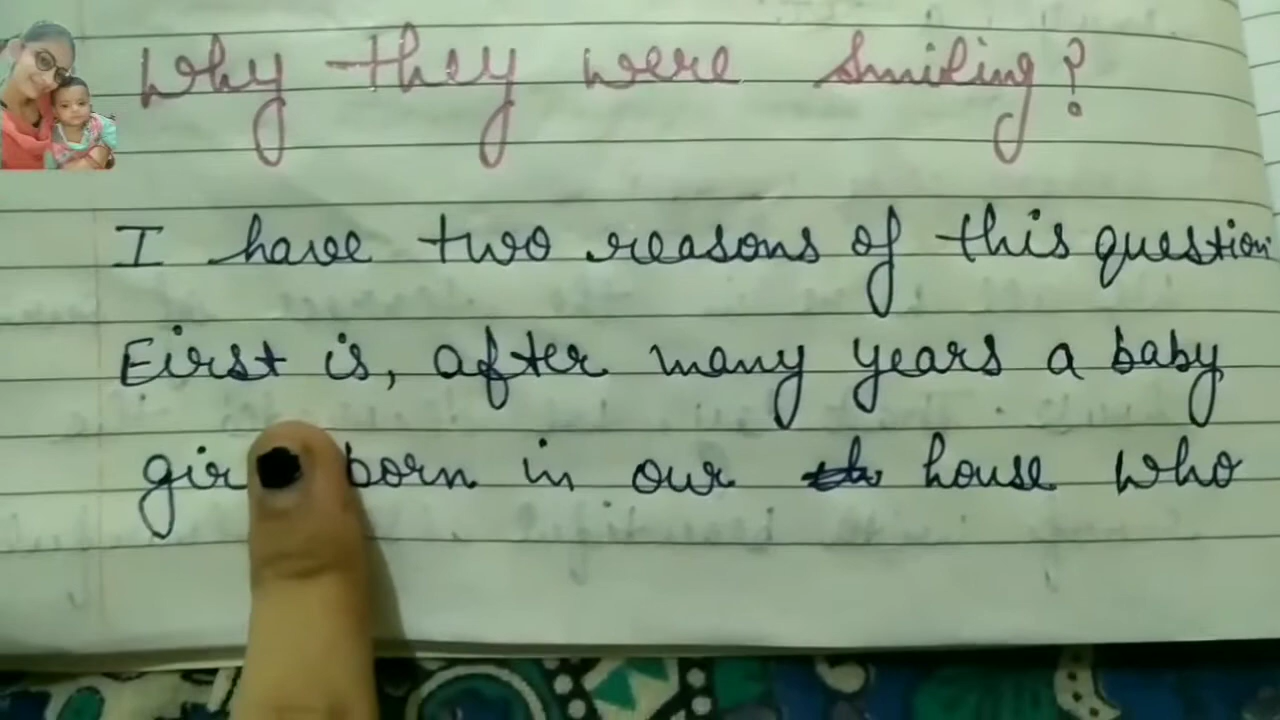 Why they were smiling?
I have two reasons of this question
First is, after many years a baby
born in our house who